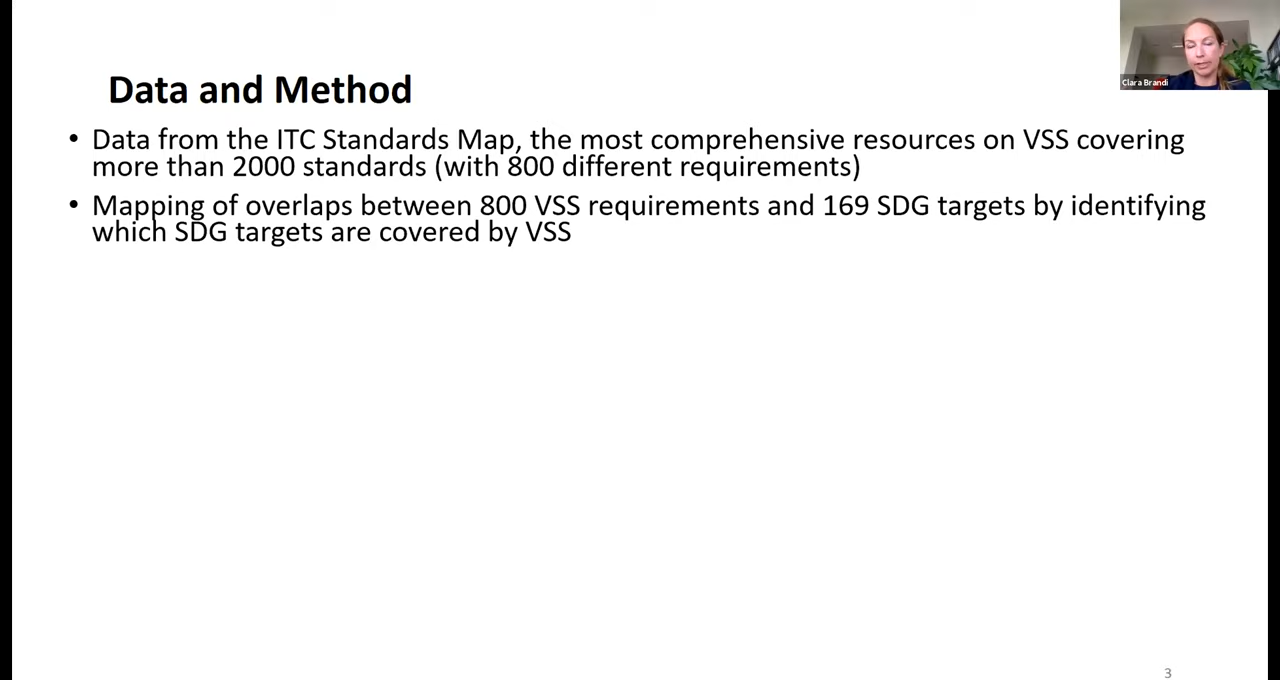 Data and Method
• Data from the ITC Standards Map, the most comprehensive resources on VSS covering
more than 2000 standards (with 800 different requirements)
• Mapping of overlaps between 800 VSS requirements and 169 SDG targets by identifying
which SDG targets are covered by VSS
Clara Brandi
3